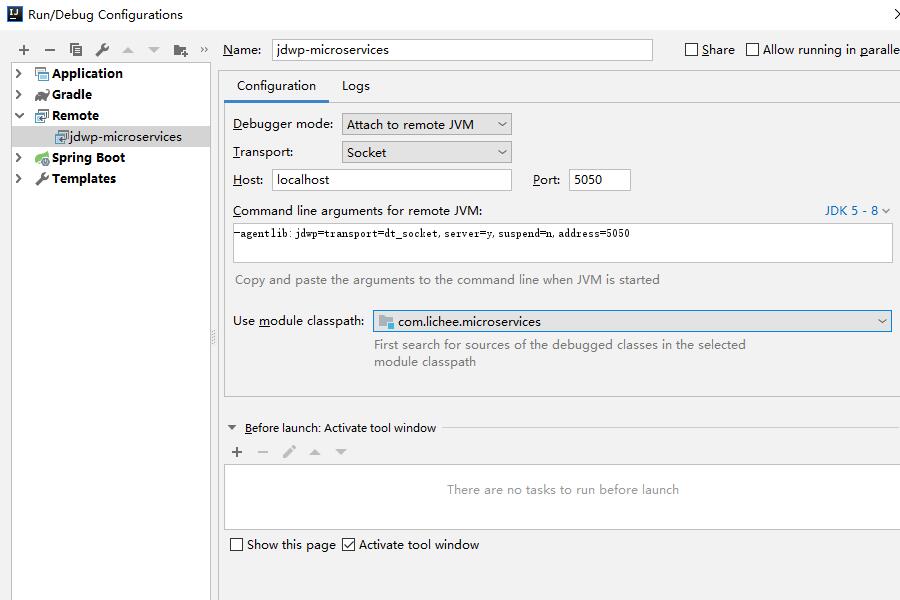 Run/Debug Configurations
Name: jdwp-microservices
Share
Allow running in paralle
Application
Gradle
Remote
jdwp-microservices
Spring Boot
Templates
Configuration Logs
Debugger mode: Attach to remote JVM
Transport: Socket
Host: localhost Port: 5050
Command line arguments for remote JVM: JDK 5 - 8
-agentlib:jdwp=transport=dt_socket,server=y,suspend=n,address=5050
Copy and paste the arguments to the command line when JVM is started
Use module classpath: com.lichee.microservices
First search for sources of the debugged classes in the selected
module classpath
Before launch: Activate tool window
There are no tasks to run before launch
Show this page Activate tool window